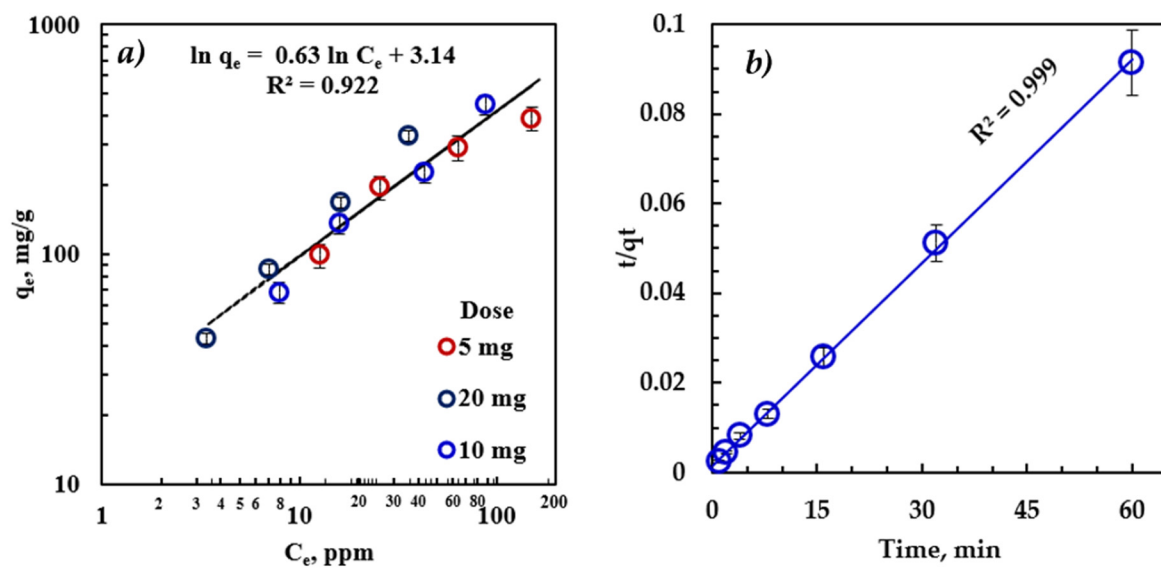 a)
ln qₑ = 0.63 ln Cₑ + 3.14
R² = 0.922
1000
100
10
qₑ, mg/g
Dose
5 mg
20 mg
10 mg
2 3 4 5 6 8 20 30 40 60 80 200
1 10 100
Cₑ, ppm
b)
R² = 0.999
0.1
0.08
0.06
0.04
0.02
0
t/qt
0 15 30 45 60
Time, min